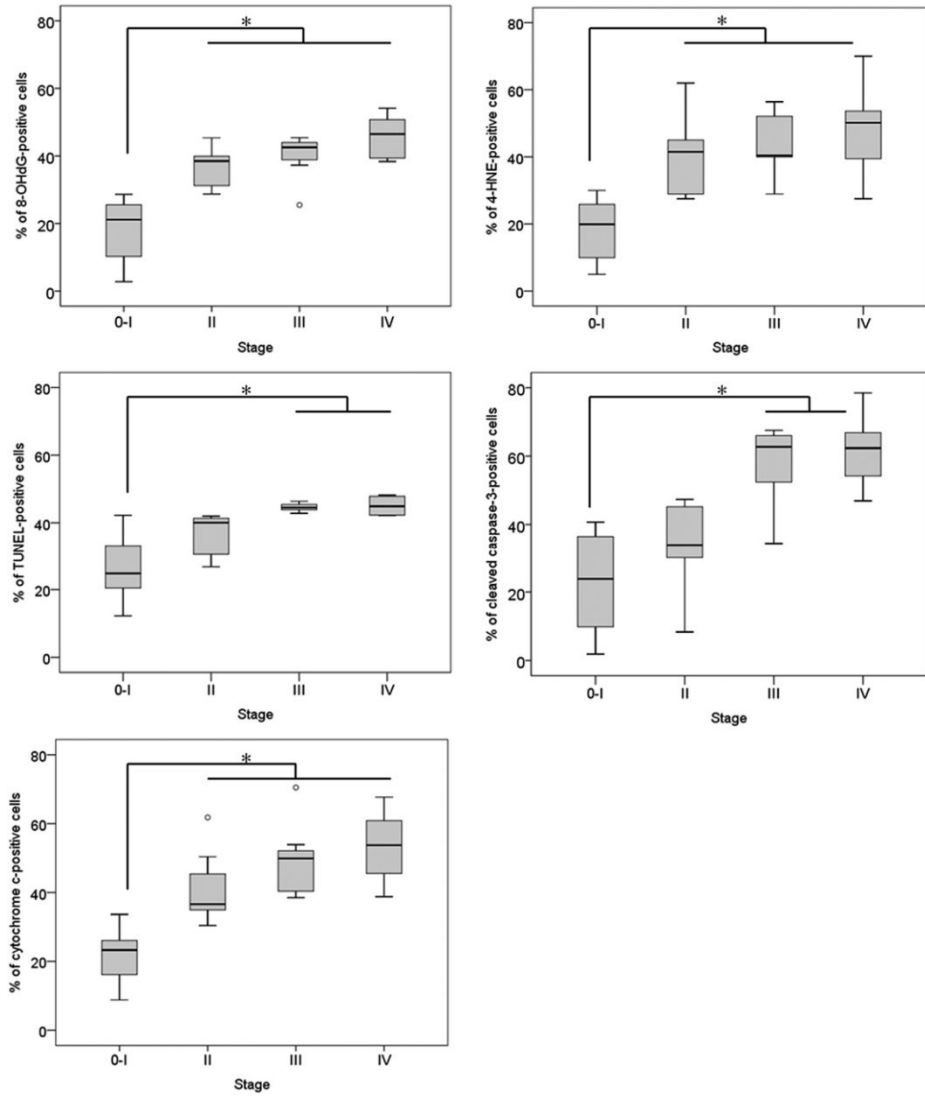 80
*
60
40
20
0
% of 8-OHdG-positive cells
0-I II III IV
Stage
80
*
60
40
20
0
% of 4-HNE-positive cells
0-I II III IV
Stage
80
*
60
40
20
0
% of TUNEL-positive cells
0-I II III IV
Stage
80
*
60
40
20
0
% of cleaved caspase-3-positive cells
0-I II III IV
Stage
80
*
60
40
20
0
% of cytochrome c-positive cells
0-I II III IV
Stage